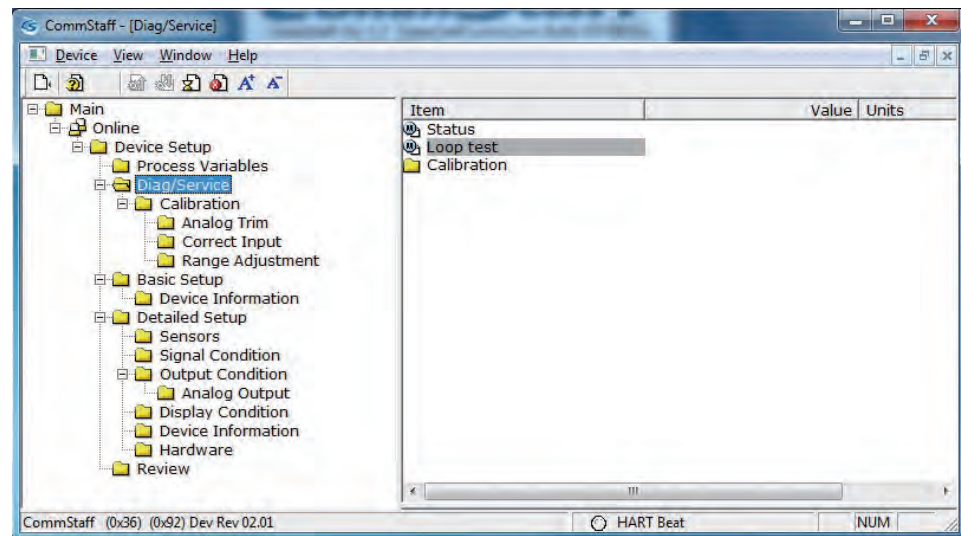 CommStaff - [Diag/Service]
Device View Window Help
Main
Online
Device Setup
Process Variables
Diag/Service
Calibration
Analog Trim
Correct Input
Range Adjustment
Basic Setup
Device Information
Detailed Setup
Sensors
Signal Condition
Output Condition
Analog Output
Display Condition
Device Information
Hardware
Review
Item Value Units
Status
Loop test
Calibration
CommStaff (0x36) (0x92) Dev Rev 02.01 HART Beat NUM